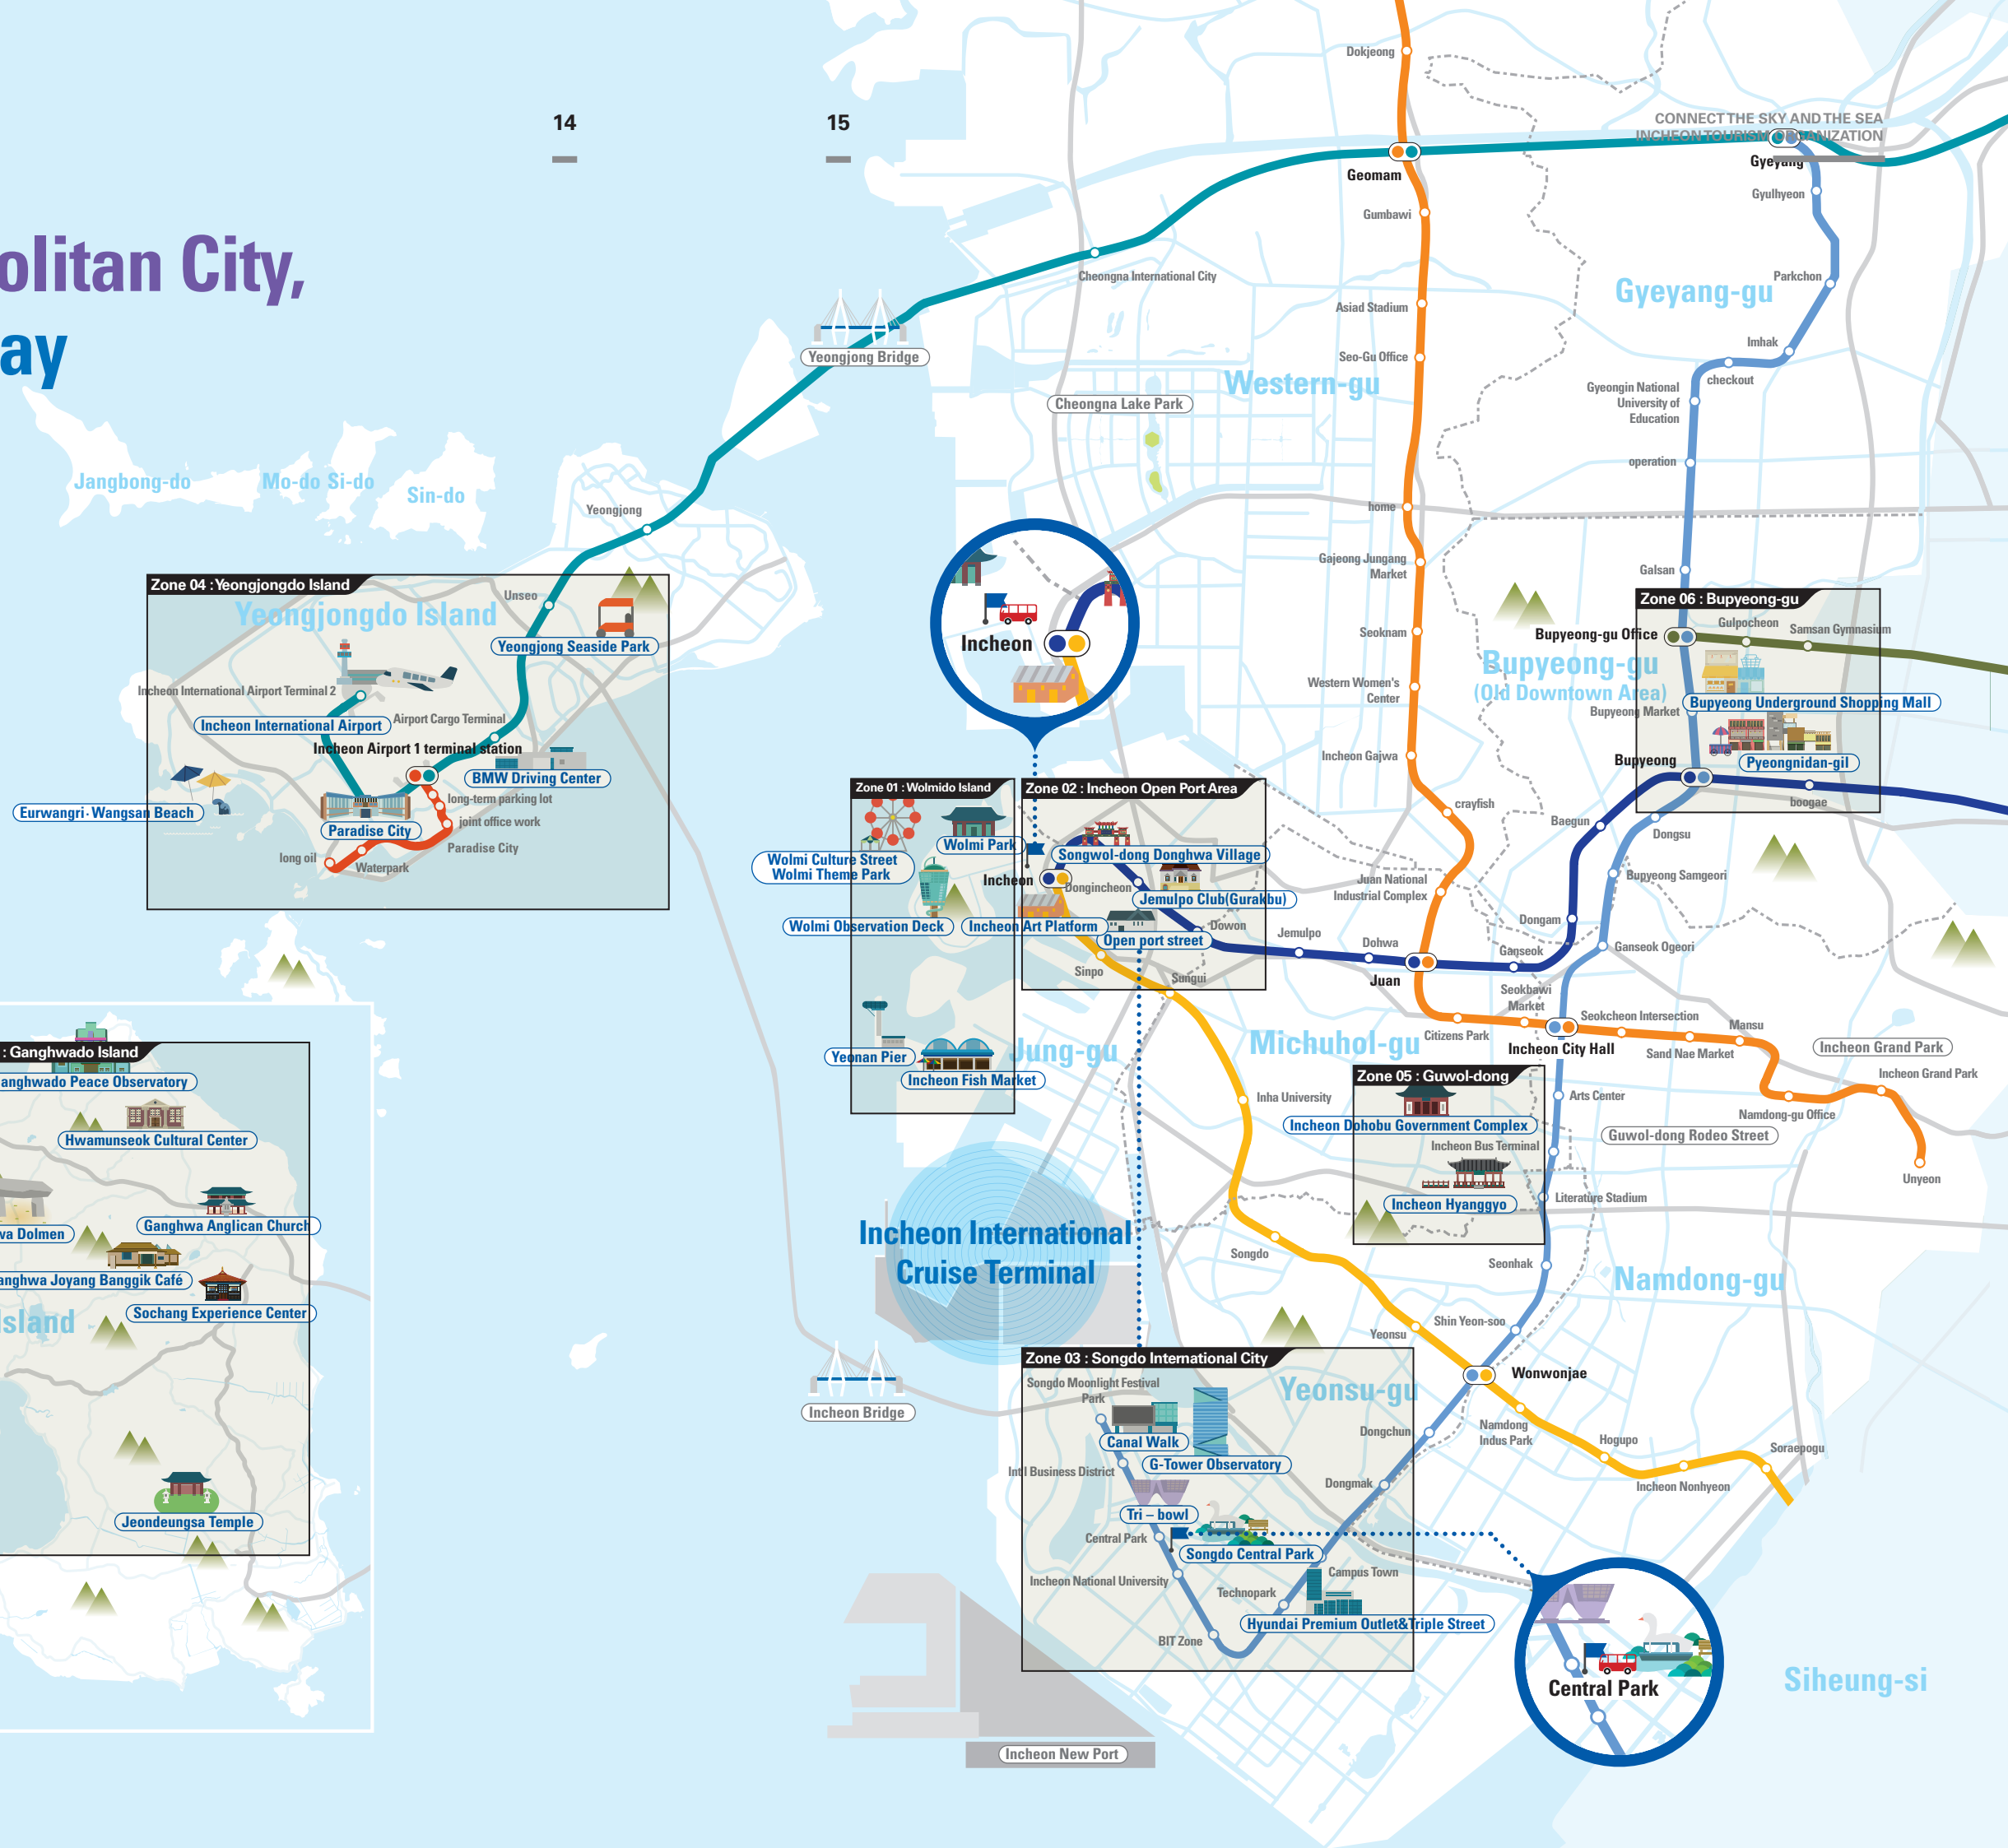 14
15
CONNECT THE SKY AND THE SEA
INCHEON TOURISM ORGANIZATION
olitan City,
ay
Dokjeong
Geomam
Gyeyang
Gyulhyeon
Gumbawi
Cheongna International City
Parkchon
Gyeyang-gu
Asiad Stadium
Yeongjong Bridge
Seo-Gu Office
Imhak
checkout
Western-gu
Gyeongin National
University of
Education
Cheongna Lake Park
operation
Jangbong-do
Mo-do Si-do
Sin-do
Yeongjong
home
Gajeong Jungang
Market
Galsan
Zone 04 : Yeongjongdo Island
Yeongjongdo Island
Unseo
Yeongjong Seaside Park
Incheon International Airport Terminal 2
Incheon International Airport
Airport Cargo Terminal
Incheon Airport 1 terminal station
BMW Driving Center
long-term parking lot
Eurwangri·Wangsan Beach
joint office work
Paradise City
Paradise City
long oil
Waterpark
Incheon
Seoknam
Western Women's
Center
Incheon Gajwa
crayfish
Zone 06 : Bupyeong-gu
Gulpocheon
Samsan Gymnasium
Bupyeong-gu Office
Bupyeong-gu
(Old Downtown Area)
Bupyeong Underground Shopping Mall
Bupyeong Market
Bupyeong
Pyeongnidan-gil
boogae
Baegun
Dongsu
Bupyeong Samgeori
Zone 01 : Wolmido Island
Wolmi Park
Wolmi Culture Street
Wolmi Theme Park
Wolmi Observation Deck
Yeonan Pier
Incheon Fish Market
Zone 02 : Incheon Open Port Area
Songwol-dong Donghwa Village
Incheon
Dongincheon
Jemulpo Club(Gurakbu)
Incheon Art Platform
Dowon
Open port street
Sinpo
Sungui
Jemulpo
Dohwa
Juan National
Industrial Complex
Juan
Dongam
Ganseok
Ganseok Ogeori
Seokbawi
Market
Citizens Park
Incheon City Hall
Seokcheon Intersection
Sand Nae Market
Mansu
Incheon Grand Park
Incheon Grand Park
Namdong-gu Office
Unyeon
Jung-gu
Michuhol-gu
Zone 05 : Guwol-dong
Incheon Dohobu Government Complex
Incheon Bus Terminal
Incheon Hyanggyo
Arts Center
Guwol-dong Rodeo Street
Literature Stadium
Inha University
Songdo
Seonhak
Namdong-gu
: Ganghwado Island
anghwado Peace Observatory
Hwamunseok Cultural Center
Ganghwa Anglican Church
wa Dolmen
anghwa Joyang Banggik Café
Sochang Experience Center
Island
Jeondeungsa Temple
Incheon International
Cruise Terminal
Incheon Bridge
Shin Yeon-soo
Yeonsu
Wonwonjae
Zone 03 : Songdo International City
Songdo Moonlight Festival
Park
Yeonsu-gu
Canal Walk
G-Tower Observatory
Int'l Business District
Tri – bowl
Central Park
Songdo Central Park
Incheon National University
Technopark
Campus Town
Hyundai Premium Outlet&Triple Street
BIT Zone
Dongchun
Dongmak
Namdong
Indus Park
Hogupo
Incheon Nonhyeon
Soraepogu
Central Park
Siheung-si
Incheon New Port